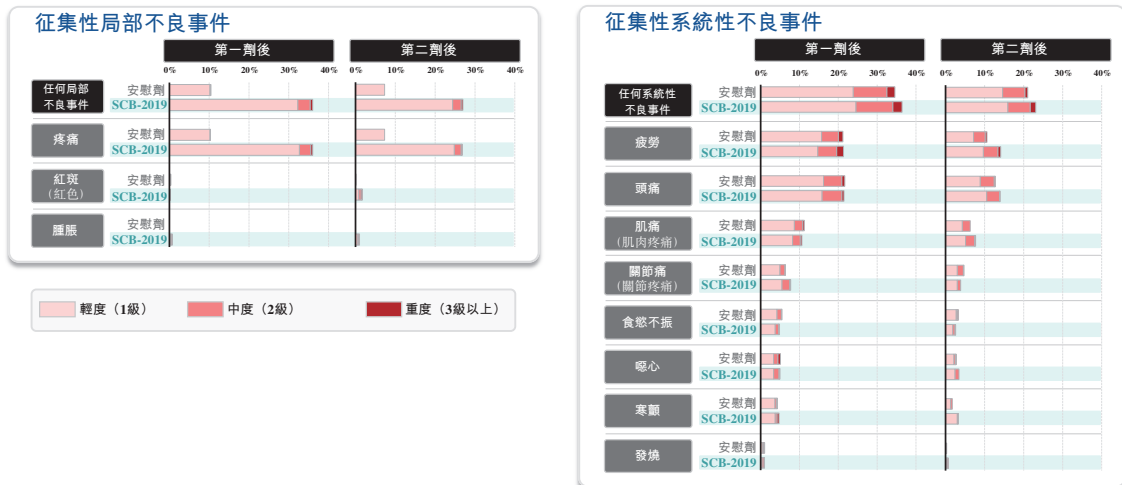 征集性局部不良事件
第一劑後
第二劑後
0% 10% 20% 30% 40%
0% 10% 20% 30% 40%
任何局部
不良事件
安慰劑
SCB-2019
疼痛
安慰劑
SCB-2019
紅斑
(紅色)
安慰劑
SCB-2019
腫脹
安慰劑
SCB-2019
輕度（1級）
中度（2級）
重度（3級以上）
征集性系統性不良事件
第一劑後
第二劑後
0% 10% 20% 30% 40%
0% 10% 20% 30% 40%
任何系統性
不良事件
安慰劑
SCB-2019
疲勞
安慰劑
SCB-2019
頭痛
安慰劑
SCB-2019
肌痛
(肌肉疼痛)
安慰劑
SCB-2019
關節痛
(關節疼痛)
安慰劑
SCB-2019
食慾不振
安慰劑
SCB-2019
噁心
安慰劑
SCB-2019
寒顫
安慰劑
SCB-2019
發燒
安慰劑
SCB-2019